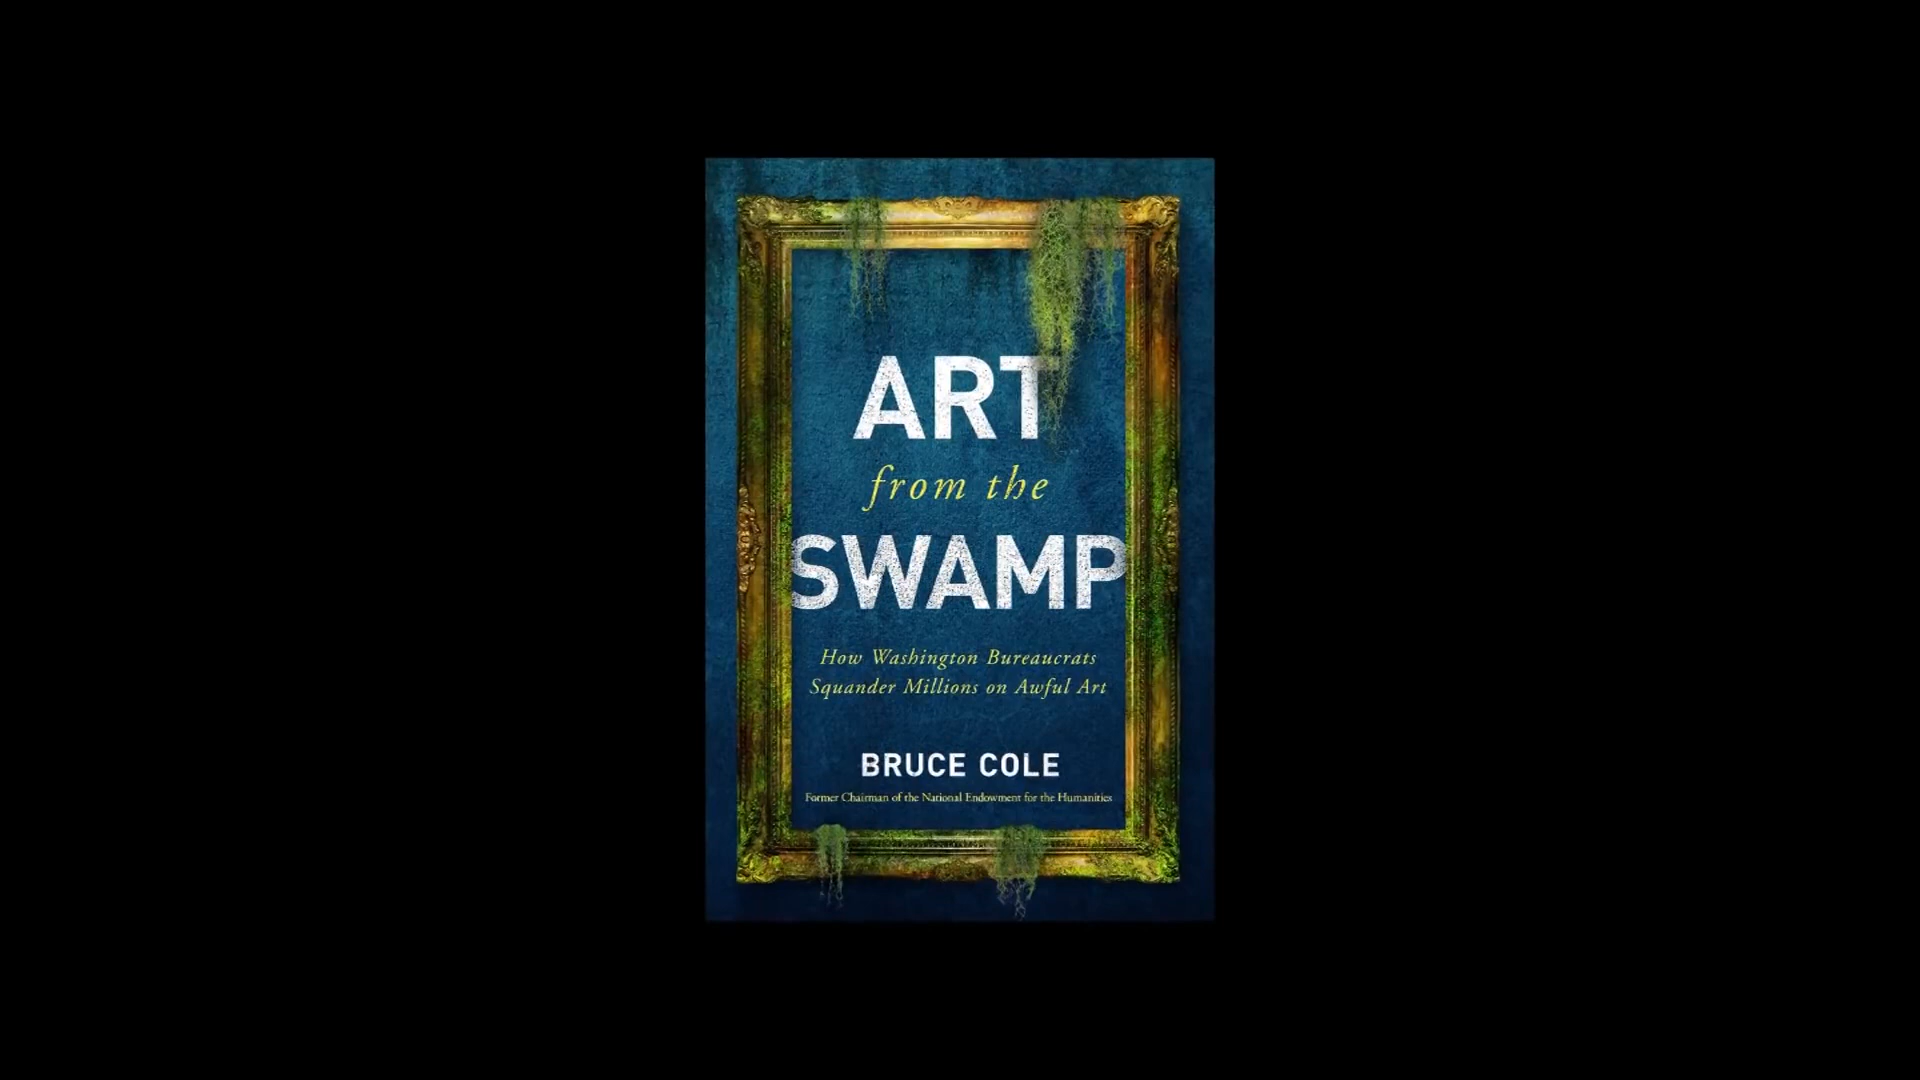 ART
from the
SWAMP
How Washington Bureaucrats
Squander Millions on Awful Art
BRUCE COLE
Former Chairman of the National Endowment for the Humanities